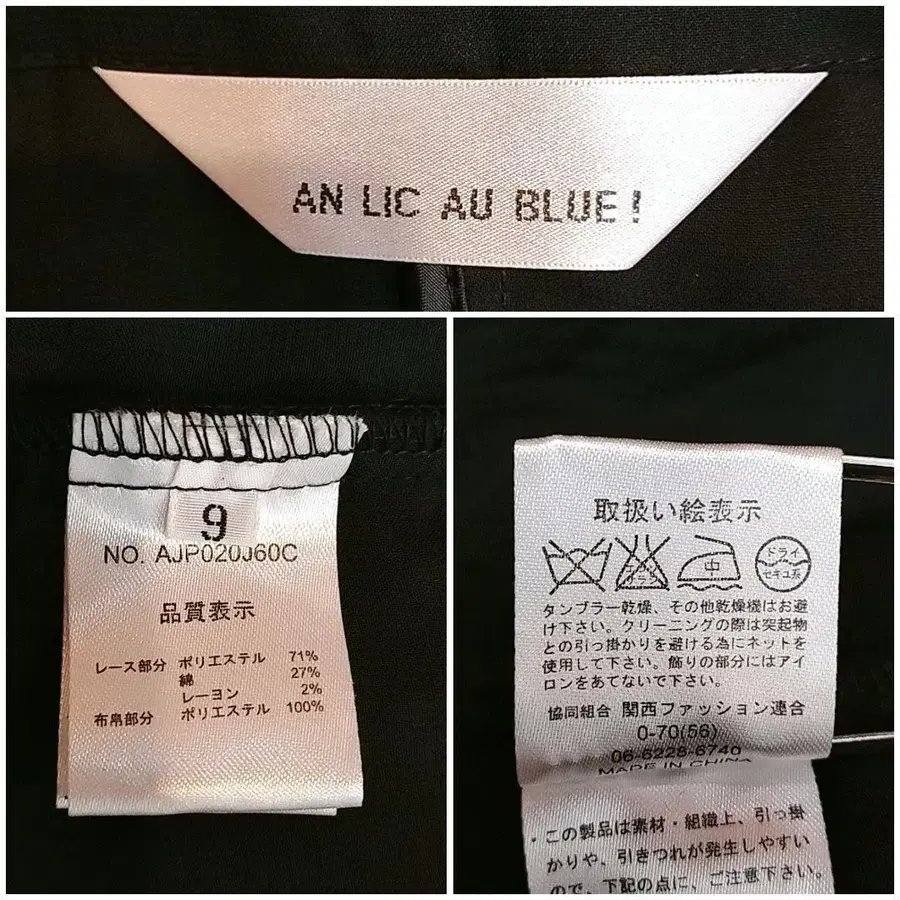 AN LIC AU BLUE!
9
NO. AJP020J60C
品質表示
レース部分 ポリエステル 71%
綿 27%
レーヨン 2%
布帛部分 ポリエステル 100%
取扱い絵表示
エンソ
サラシ
中
ドライ
セキユ系
タンブラー乾燥、その他乾燥機はお避
け下さい。クリーニングの際は突起物
との引っ掛かりを避ける為にネットを
使用して下さい。飾りの部分にはアイ
ロンをあてないで下さい。
協同組合 関西ファッション連合
0-70(56)
06-6228-6740
MADE IN CHINA
・この製品は素材・組織上、引っ掛
かりや、引きつれが発生しやすい
ので、下記の点に、ご注意下さい。